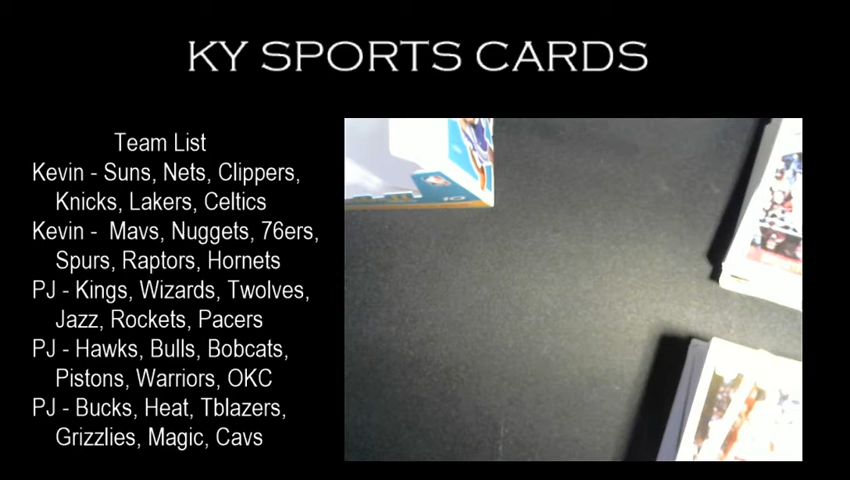 KY SPORTS CARDS
Team List
Kevin - Suns, Nets, Clippers,
Knicks, Lakers, Celtics
Kevin -  Mavs, Nuggets, 76ers,
Spurs, Raptors, Hornets
PJ - Kings, Wizards, Twolves,
Jazz, Rockets, Pacers
PJ - Hawks, Bulls, Bobcats,
Pistons, Warriors, OKC
PJ - Bucks, Heat, Tblazers,
Grizzlies, Magic, Cavs